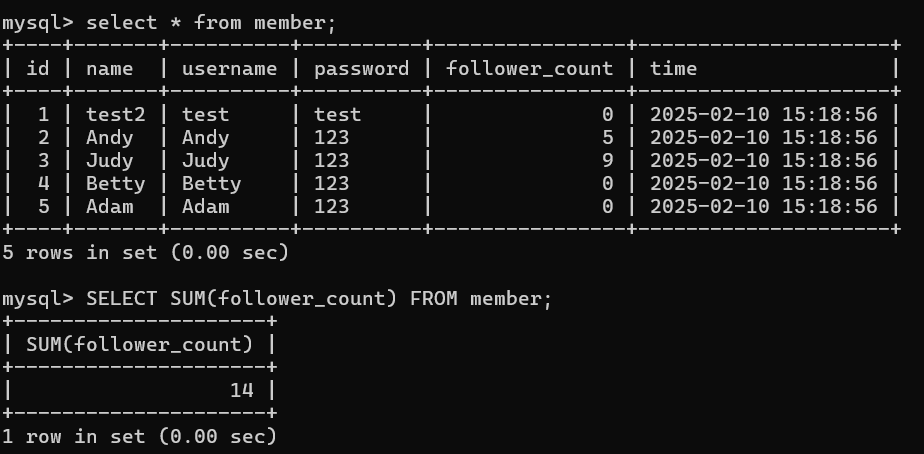 mysql> select * from member;
+----+-------+----------+----------+----------------+---------------------+
| id | name  | username | password | follower_count | time                |
+----+-------+----------+----------+----------------+---------------------+
|  1 | test2 | test     | test     |              0 | 2025-02-10 15:18:56 |
|  2 | Andy  | Andy     | 123      |              5 | 2025-02-10 15:18:56 |
|  3 | Judy  | Judy     | 123      |              9 | 2025-02-10 15:18:56 |
|  4 | Betty | Betty    | 123      |              0 | 2025-02-10 15:18:56 |
|  5 | Adam  | Adam     | 123      |              0 | 2025-02-10 15:18:56 |
+----+-------+----------+----------+----------------+---------------------+
5 rows in set (0.00 sec)

mysql> SELECT SUM(follower_count) FROM member;
+---------------------+
| SUM(follower_count) |
+---------------------+
|                  14 |
+---------------------+
1 row in set (0.00 sec)